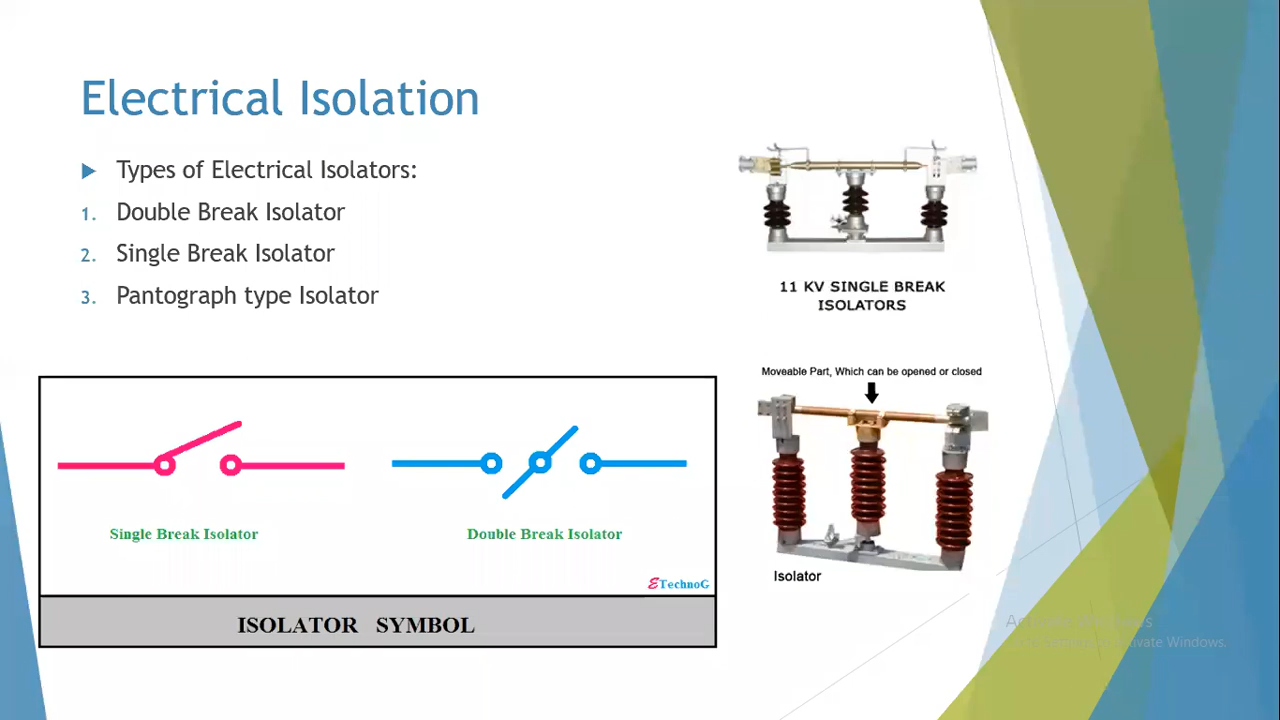 Electrical Isolation
Types of Electrical Isolators:
1. Double Break Isolator
2. Single Break Isolator
3. Pantograph type Isolator
11 KV SINGLE BREAK
ISOLATORS
Moveable Part, Which can be opened or closed
Isolator
Single Break Isolator
Double Break Isolator
ETechnoG
ISOLATOR SYMBOL
vate Windows.